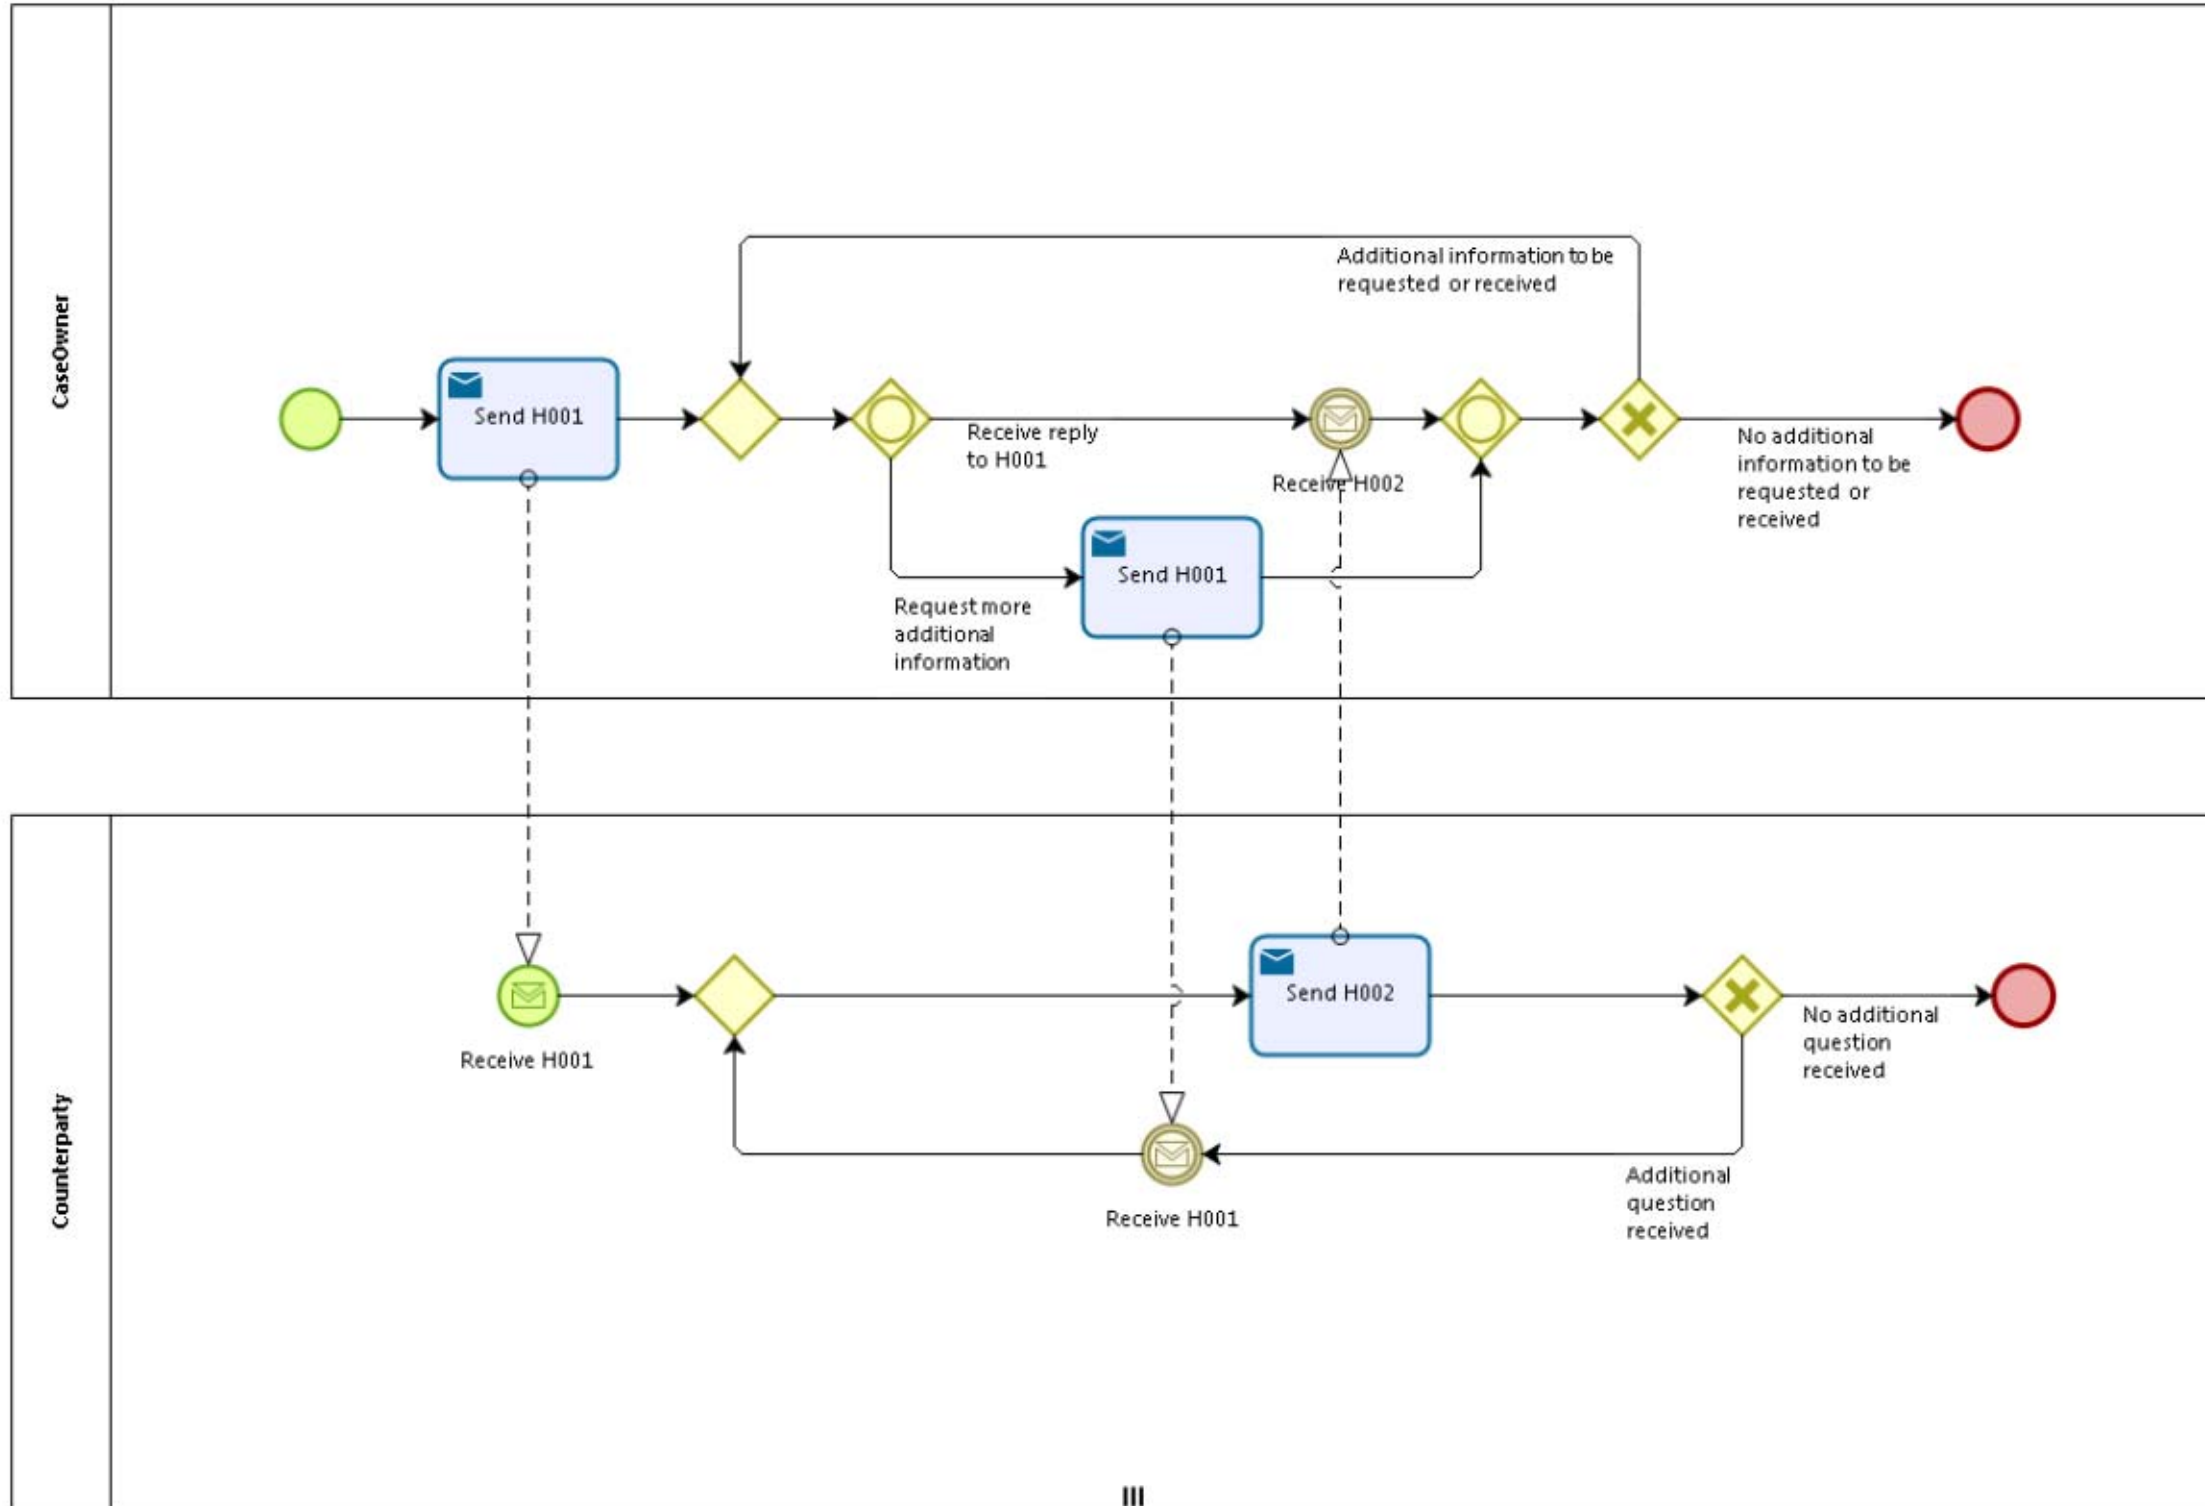 CaseOwner
Additional information to be
requested or received
Send H001
Receive reply
to H001
Receive H002
No additional
information to be
requested or
received
Send H001
Request more
additional
information
Counterparty
Receive H001
Send H002
No additional
question
received
Receive H001
Additional
question
received